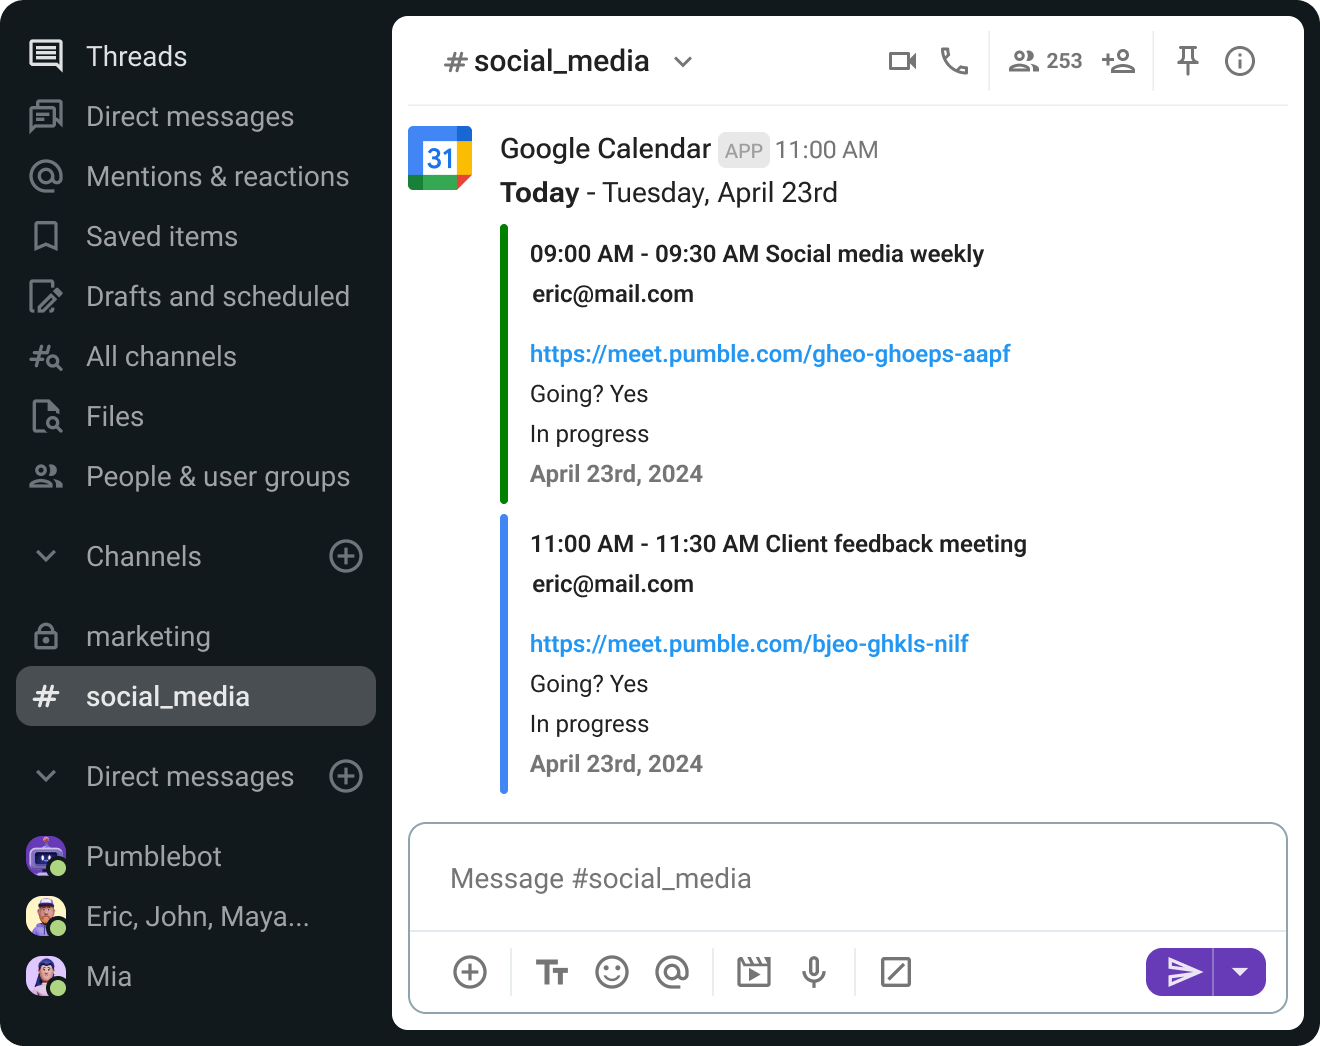 Threads
Direct messages
Mentions & reactions
Saved items
Drafts and scheduled
All channels
Files
People & user groups
Channels
marketing
# social_media
Direct messages
Pumblebot
Eric, John, Maya...
Mia
# social_media
253
31
Google Calendar APP 11:00 AM
Today - Tuesday, April 23rd
09:00 AM - 09:30 AM Social media weekly
eric@mail.com
https://meet.pumble.com/gheo-ghoeps-aapf
Going? Yes
In progress
April 23rd, 2024
11:00 AM - 11:30 AM Client feedback meeting
eric@mail.com
https://meet.pumble.com/bjeo-ghkls-nilf
Going? Yes
In progress
April 23rd, 2024
Message #social_media
Tт